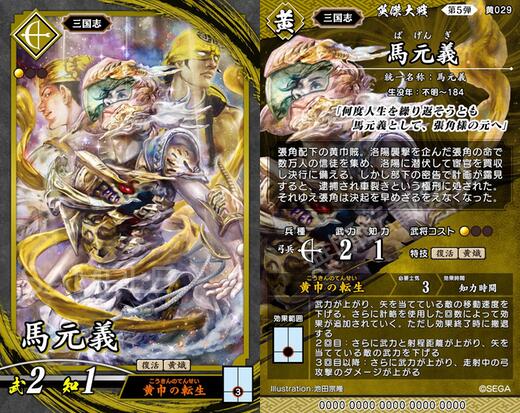 三国志
馬元義
復活 黄熾
武2 知1
こうきんのてんせい
黄巾の転生
3
黄
三国志
英傑大戦 第5弾 黄029
ば げん ぎ
馬元義
統一名称：馬元義
生没年：不明～184
「何度人生を繰り返そうとも
馬元義として、張角様の元へ」
張角配下の黄巾賊。洛陽襲撃を企んだ張角の命で
数万人の信徒を集め、洛陽に潜伏して宦官を買収
し決行に備える。しかし部下の密告で計画が露見
すると、逮捕され車裂きという極刑に処された。
それゆえ張角は決起を早めざるをえなくなった。
兵種 武力 知力 武将コスト
弓兵 2 1
特技 復活 黄熾
こうきんのてんせい 必要士気 効果時間
黄巾の転生 3 知力時間
効果範囲
武力が上がり、矢を当てている敵の移動速度を
下げる。さらに計略を使用した回数によって効
果が追加されていく。ただし効果終了時に撤退
する
2回目：さらに武力と射程距離が上がり、矢を
当てている敵の武力を下げる
3回目以降：さらに武力が上がり、走射中の弓
攻撃のダメージが上がる
Illustration:池田宗隆 ©SEGA
0000 0000 0000 0000 0000